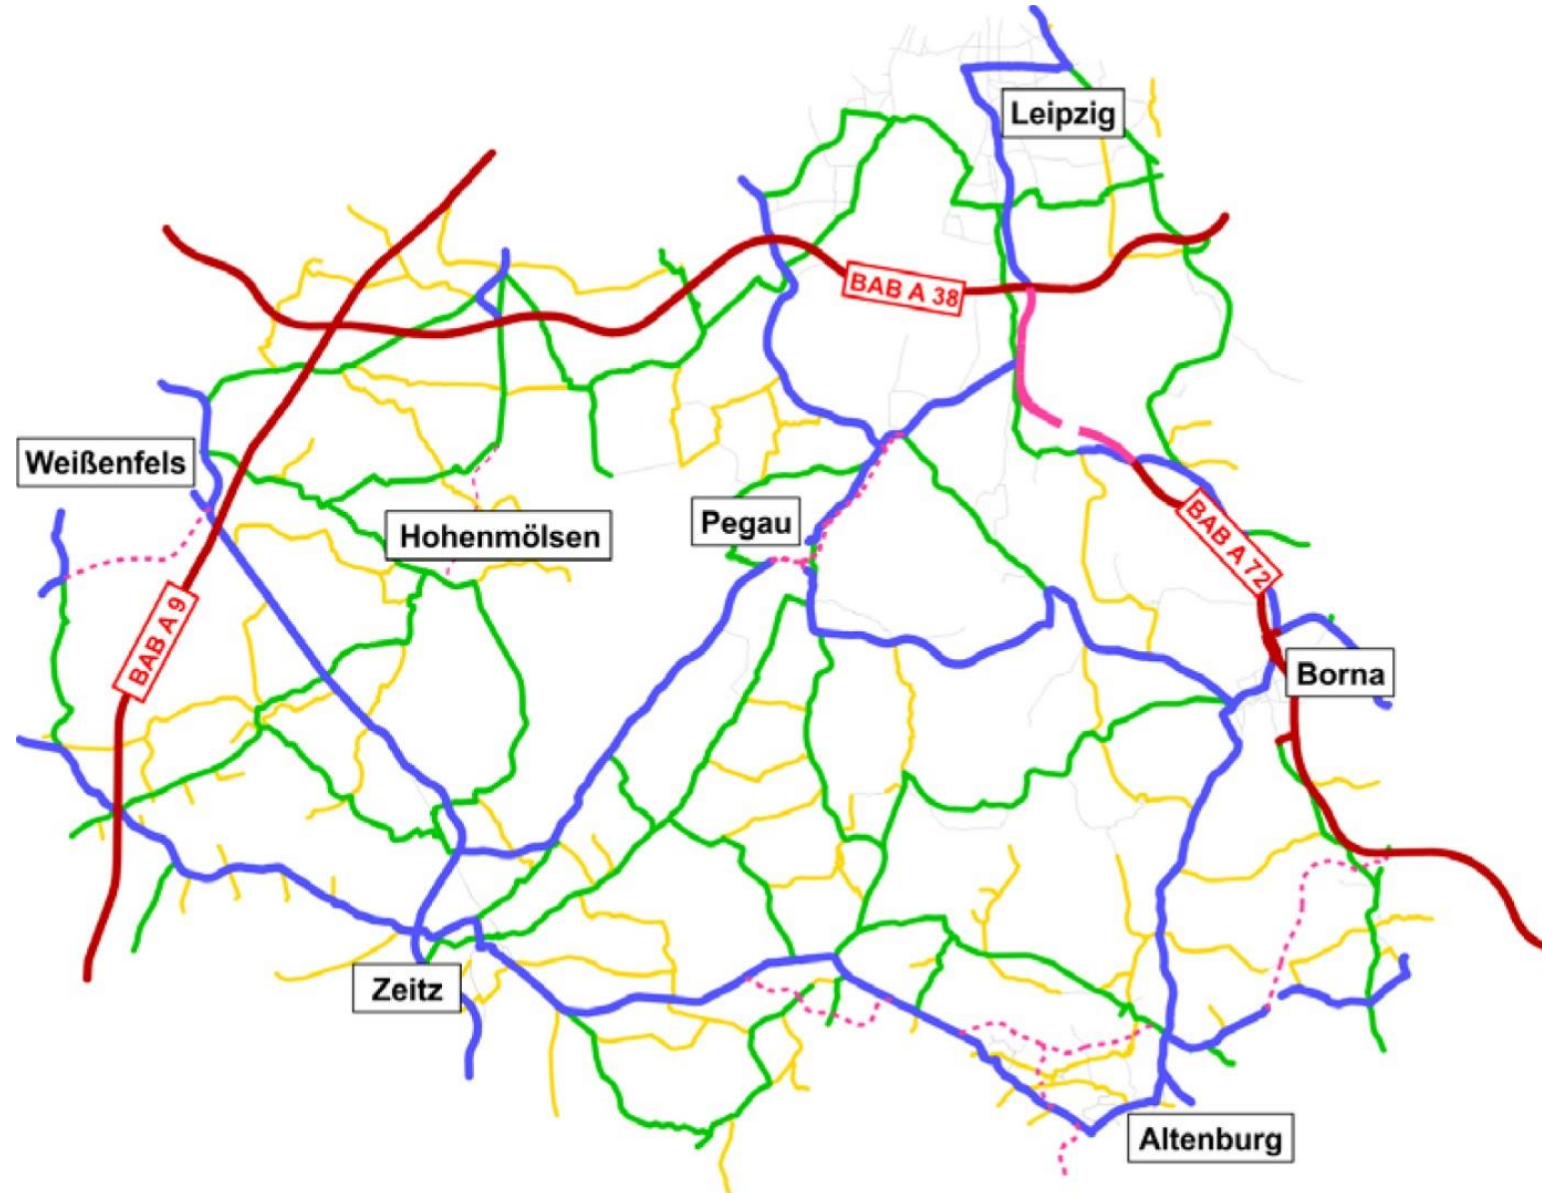 Leipzig
BAB A 38
Weißenfels
Hohenmölsen
Pegau
BAB A 72
BAB A 9
Borna
Zeitz
Altenburg